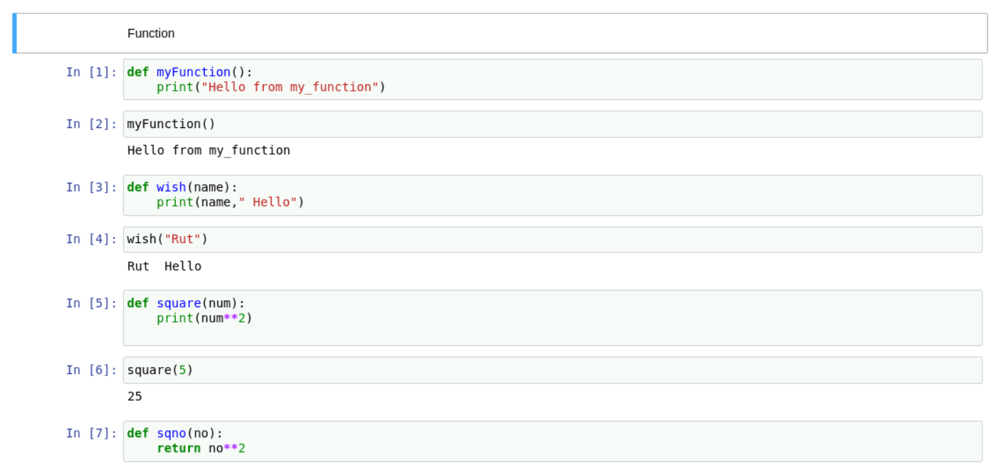 Function
In [1]: def myFunction():
    print("Hello from my_function")
In [2]: myFunction()
Hello from my_function
In [3]: def wish(name):
    print(name," Hello")
In [4]: wish("Rut")
Rut  Hello
In [5]: def square(num):
    print(num**2)
In [6]: square(5)
25
In [7]: def sqno(no):
    return no**2